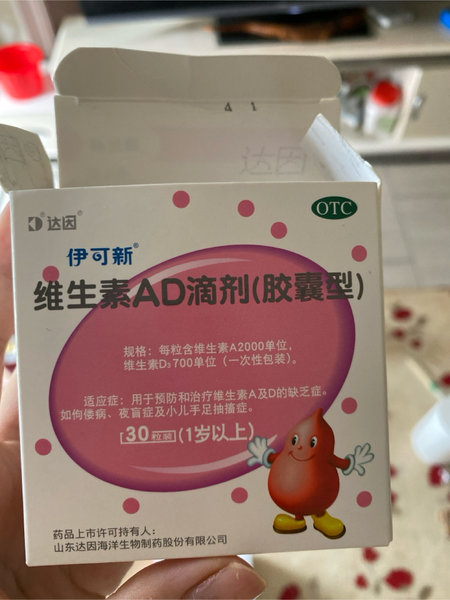 4 1
达因
达因®
OTC
伊可新®
维生素AD滴剂(胶囊型)
规格：每粒含维生素A2000单位，
维生素D₃700单位（一次性包装）。
适应症：用于预防和治疗维生素A及D的缺乏症。
如佝偻病、夜盲症及小儿手足抽搐症。
[30粒装](1岁以上)
药品上市许可持有人：
山东达因海洋生物制药股份有限公司